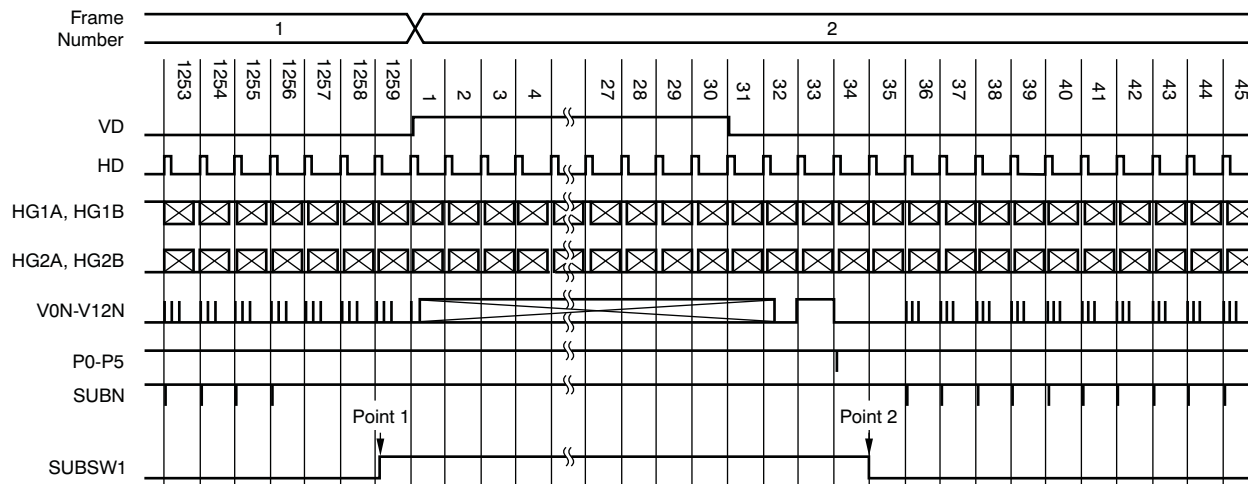 Frame
Number
1
2
1253 1254 1255 1256 1257 1258 1259 1 2 3 4 27 28 29 30 31 32 33 34 35 36 37 38 39 40 41 42 43 44 45
VD
HD
HG1A, HG1B
HG2A, HG2B
V0N-V12N
P0-P5
SUBN
Point 1
Point 2
SUBSW1